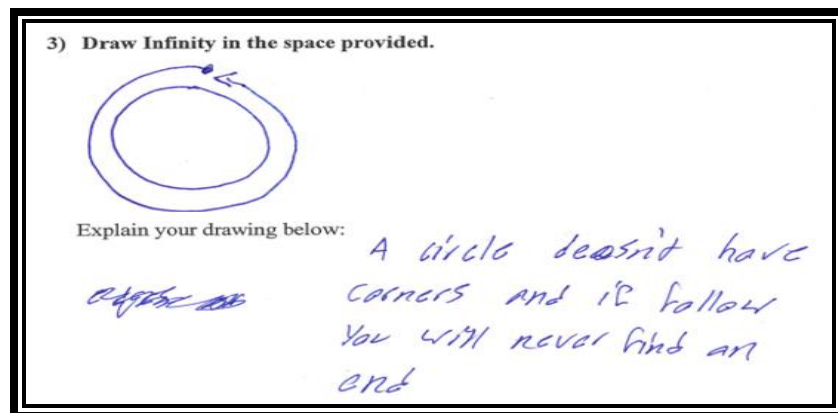 3) Draw Infinity in the space provided.
Explain your drawing below:
A circle deosn't have
corners and if follow
You will never find an
end